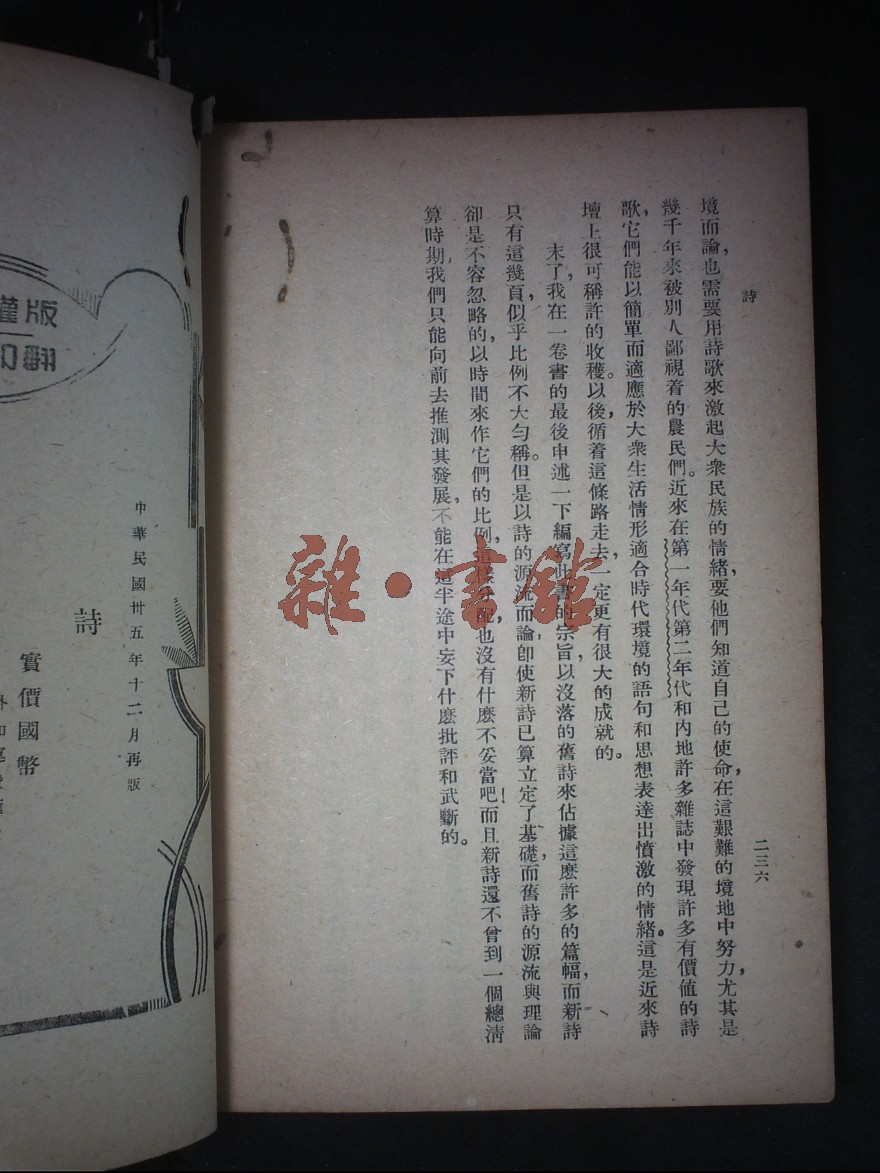 詩
二三六
境而論，也需要用詩歌來激起大衆民族的情緒，要他們知道自己的使命，在這艱難的境地中努力，尤其是
幾千年來被別人鄙視着的農民們。近來在第一年代第二年代和內地許多雜誌中發現許多有價值的詩
歌，它們能以簡單而適應於大衆生活情形適合時代環境的語句和思想表達出憤激的情緒。這是近來詩
壇上很可稱許的收穫。以後，循着這條路走去，一定更有很大的成就的。
末了，我在一卷書的最後申述一下編寫此書的宗旨，以沒落的舊詩來佔據這麽許多的篇幅，而新詩
只有這幾頁，似乎比例不大勻稱。但是以詩的源流而論，卽使新詩已算立定了基礎，而舊詩的源流與理論
卻是不容忽略的，以時間來作它們的比例，這樣分配，也沒有什麽不妥當吧！而且新詩還不曾到一個總淸
算時期，我們只能向前去推測其發展，不能在這半途中妄下什麽批評和武斷的。
雜·書館
版
翻
中華民國卅五年十二月再版
詩
實價國幣